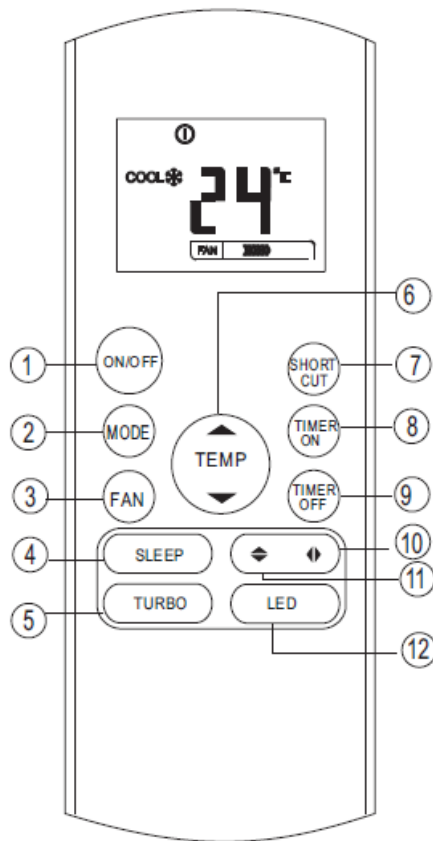 COOL 24°C
FAN
6
1 ON/OFF SHORT CUT 7
2 MODE TEMP TIMER ON 8
3 FAN TIMER OFF 9
4 SLEEP 10
11
5 TURBO LED
12